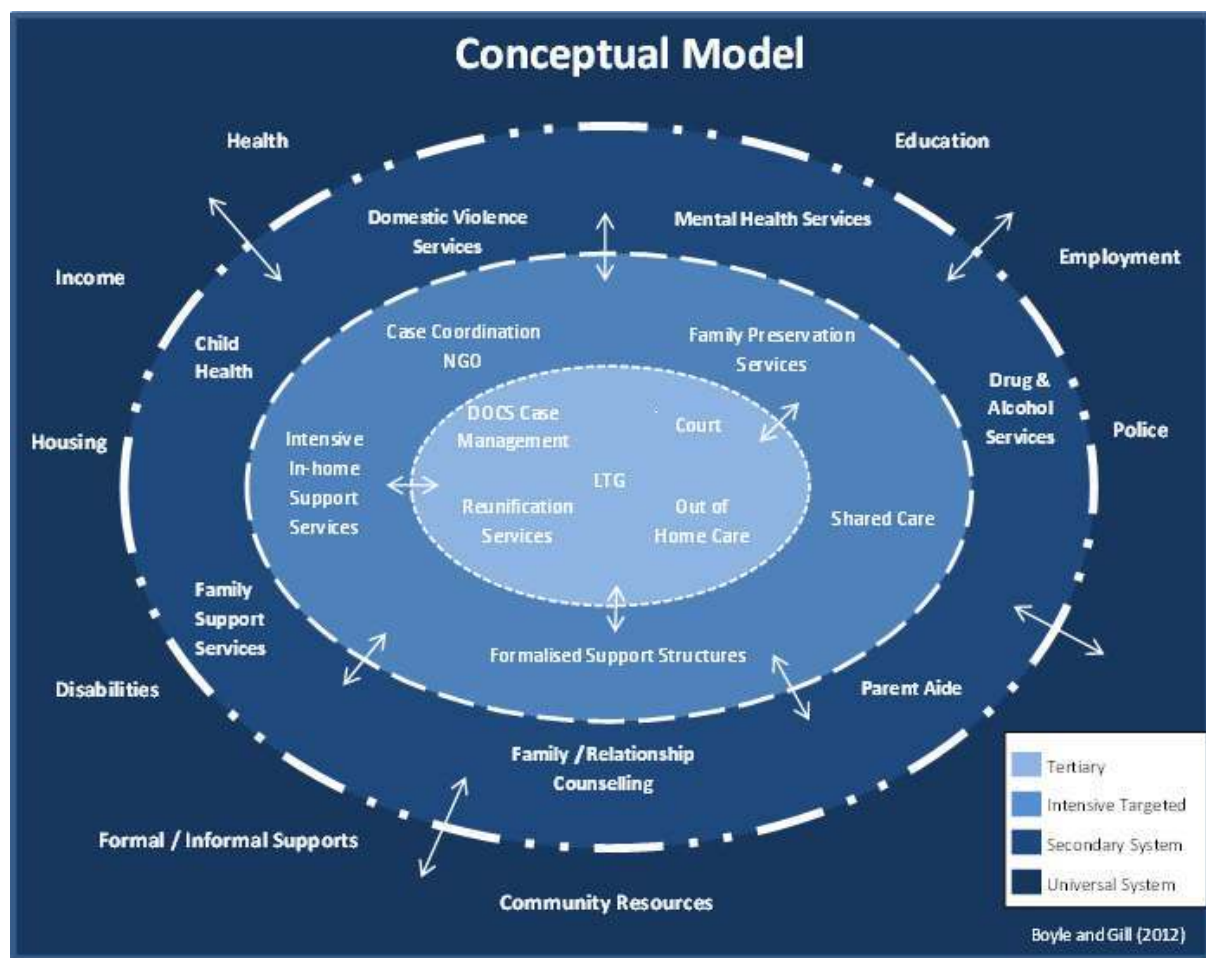 Conceptual Model
Health
Education
Domestic Violence
Services
Mental Health Services
Income
Employment
Child
Health
Case Coordination
NGO
Family Preservation
Services
Drug &
Alcohol
Services
Housing
Police
Intensive
In-home
Support
Services
DOCS Case
Management
Court
LTG
Reunification
Services
Out of
Home Care
Shared Care
Family
Support
Services
Formalised Support Structures
Disabilities
Parent Aide
Family / Relationship
Counselling
Formal / Informal Supports
Community Resources
Tertiary
Intensive Targeted
Secondary System
Universal System
Boyle and Gill (2012)